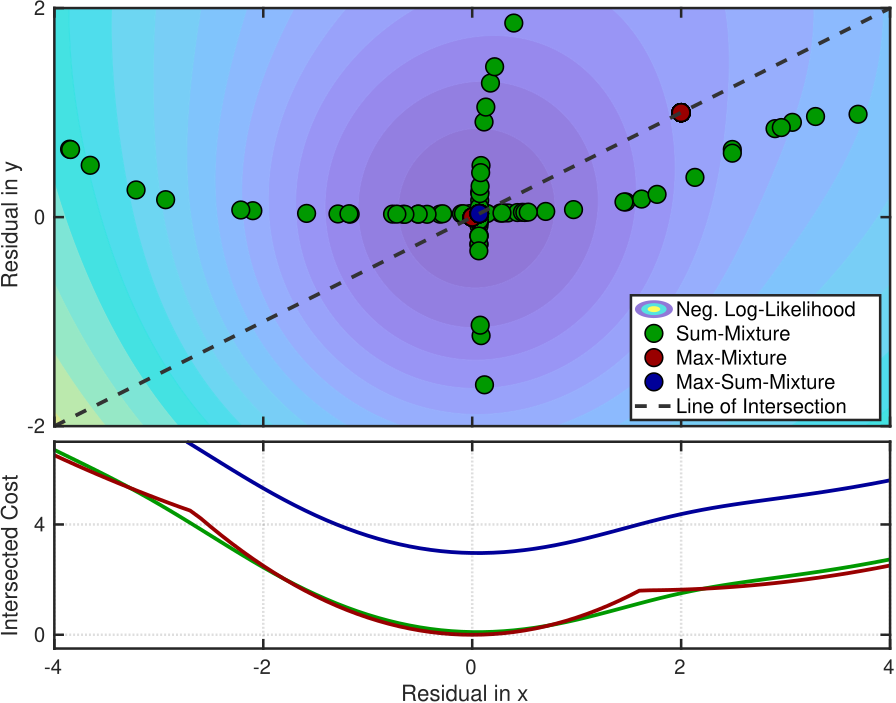 2
0
-2
Residual in y
Neg. Log-Likelihood
Sum-Mixture
Max-Mixture
Max-Sum-Mixture
Line of Intersection
4
0
Intersected Cost
-4 -2 0 2 4
Residual in x